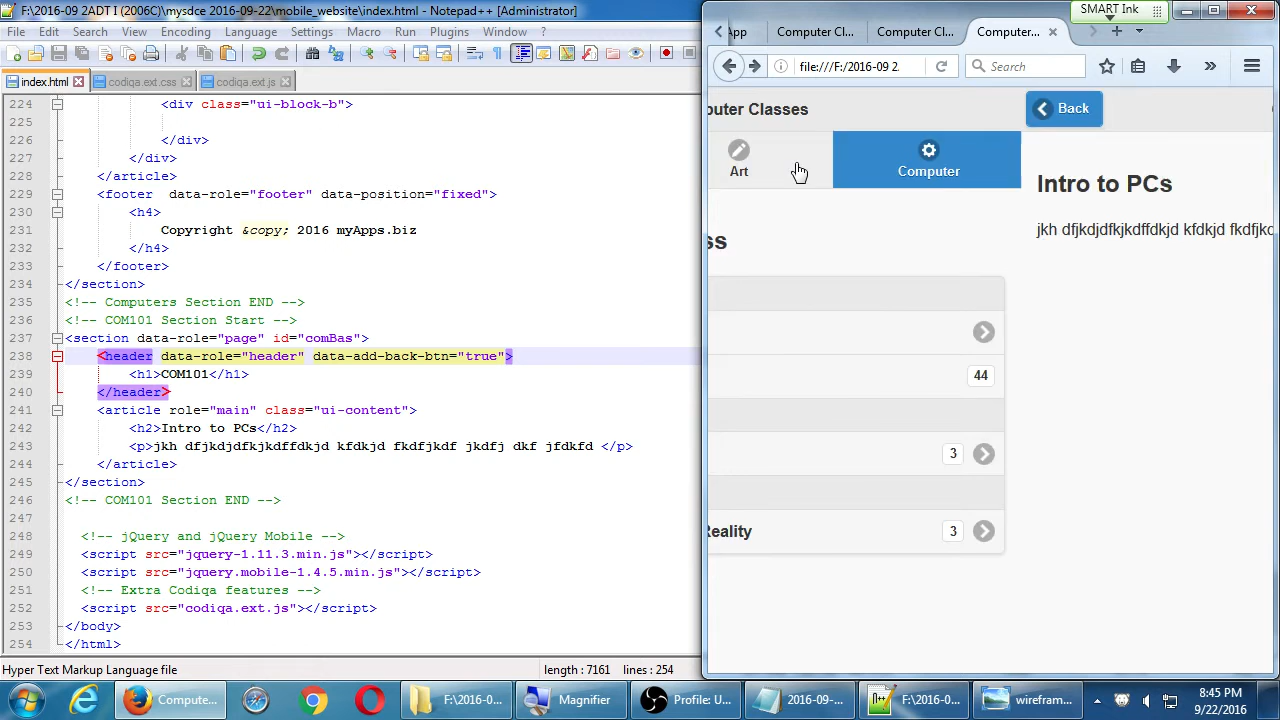 F:\2016-09 2ADT I (2006C)\mysdce 2016-09-22\mobile_website\index.html - Notepad++ [Administrator]
File Edit Search View Encoding Language Settings Macro Run Plugins Window ?
index.html codiqa.ext.css codiqa.ext.js
224 <div class="ui-block-b">
225
226 </div>
227 </div>
228 </article>
229 <footer data-role="footer" data-position="fixed">
230 <h4>
231 Copyright &copy; 2016 myApps.biz
232 </h4>
233 </footer>
234 </section>
235 <!-- Computers Section END -->
236 <!-- COM101 Section Start -->
237 <section data-role="page" id="comBas">
238 <header data-role="header" data-add-back-btn="true">
239 <h1>COM101</h1>
240 </header>
241 <article role="main" class="ui-content">
242 <h2>Intro to PCs</h2>
243 <p>jkh dfjkdjdfkjkdffdkjd kfdkjd fkdfjkdf jkdfj dkf jfdkfd </p>
244 </article>
245 </section>
246 <!-- COM101 Section END -->
247
248 <!-- jQuery and jQuery Mobile -->
249 <script src="jquery-1.11.3.min.js"></script>
250 <script src="jquery.mobile-1.4.5.min.js"></script>
251 <!-- Extra Codiqa features -->
252 <script src="codiqa.ext.js"></script>
253 </body>
254 </html>
Hyper Text Markup Language file length : 7161 lines : 254
SMART Ink
App Computer Cl... Computer Cl... Computer...
file:///F:/2016-09 2 Search
puter Classes Back
Art Computer
Intro to PCs
jkh dfjkdjdfkjkdffdkjd kfdkjd fkdfjkd
ss
44
3
Reality 3
Compute... F:\2016-0... Magnifier Profile: U... 2016-09-... F:\2016-0... wirefram...
8:45 PM
9/22/2016